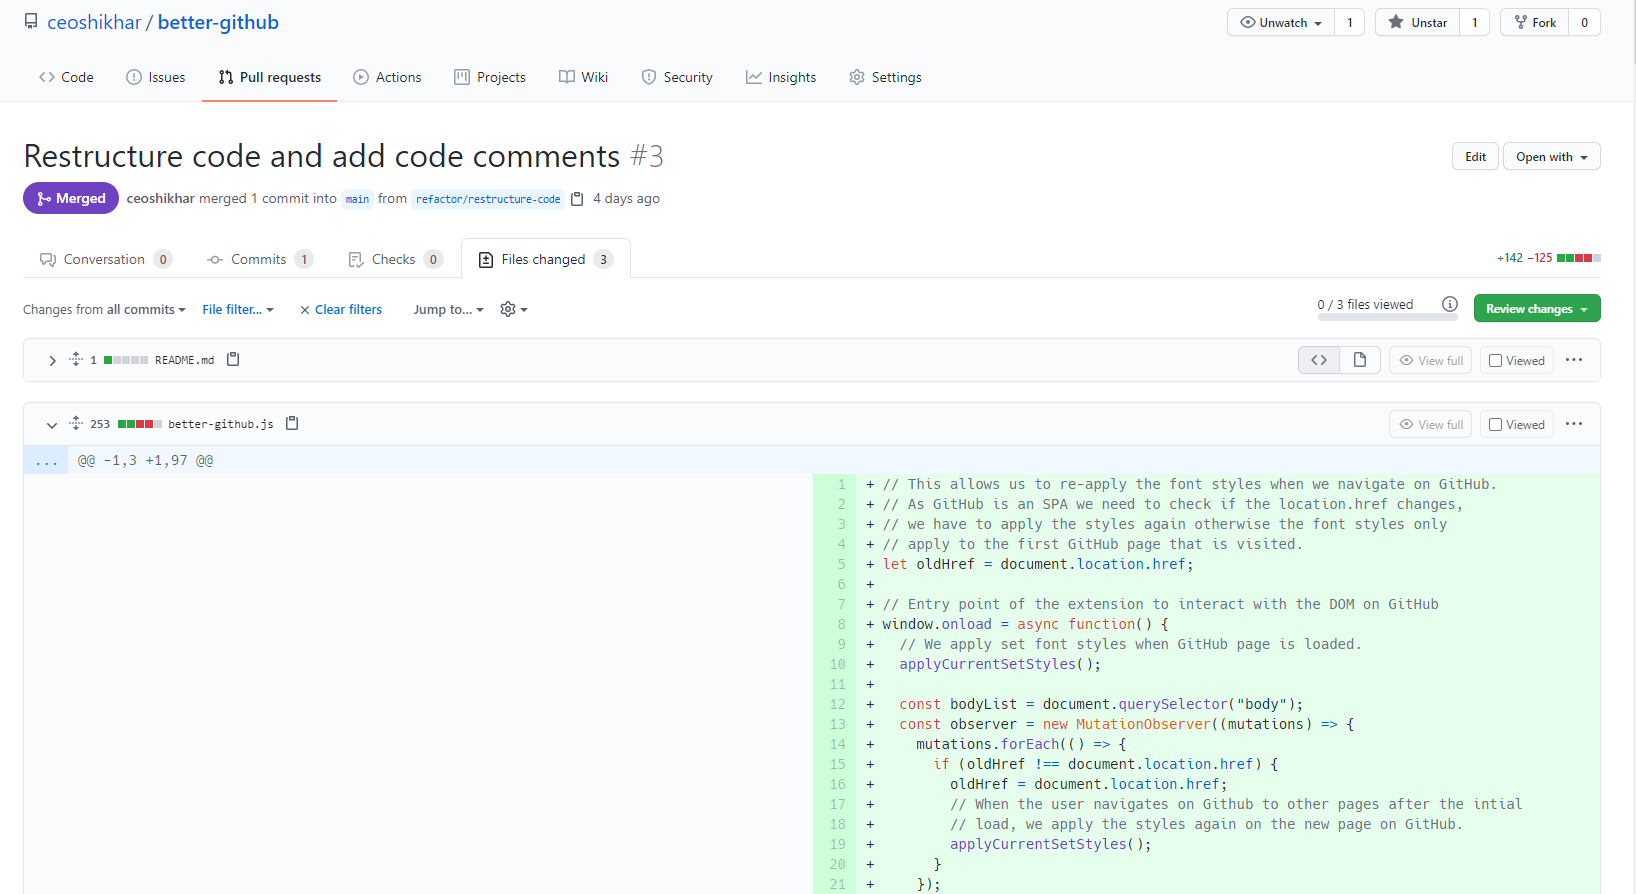 ceoshikhar / better-github
Unwatch 1 Unstar 1 Fork 0
Code Issues Pull requests Actions Projects Wiki Security Insights Settings
Restructure code and add code comments #3
Edit Open with
Merged ceoshikhar merged 1 commit into main from refactor/restructure-code 4 days ago
Conversation 0 Commits 1 Checks 0 Files changed 3
+142 −125
Changes from all commits File filter... × Clear filters Jump to...
0 / 3 files viewed Review changes
1 README.md View full Viewed ...
253 better-github.js View full Viewed ...
... @@ -1,3 +1,97 @@
1 + // This allows us to re-apply the font styles when we navigate on GitHub.
2 + // As GitHub is an SPA we need to check if the location.href changes,
3 + // we have to apply the styles again otherwise the font styles only
4 + // apply to the first GitHub page that is visited.
5 + let oldHref = document.location.href;
6 +
7 + // Entry point of the extension to interact with the DOM on GitHub
8 + window.onload = async function() {
9 +   // We apply set font styles when GitHub page is loaded.
10 +   applyCurrentSetStyles();
11 +
12 +   const bodyList = document.querySelector("body");
13 +   const observer = new MutationObserver((mutations) => {
14 +     mutations.forEach(() => {
15 +       if (oldHref !== document.location.href) {
16 +         oldHref = document.location.href;
17 +         // When the user navigates on Github to other pages after the intial
18 +         // load, we apply the styles again on the new page on GitHub.
19 +         applyCurrentSetStyles();
20 +       }
21 +     });